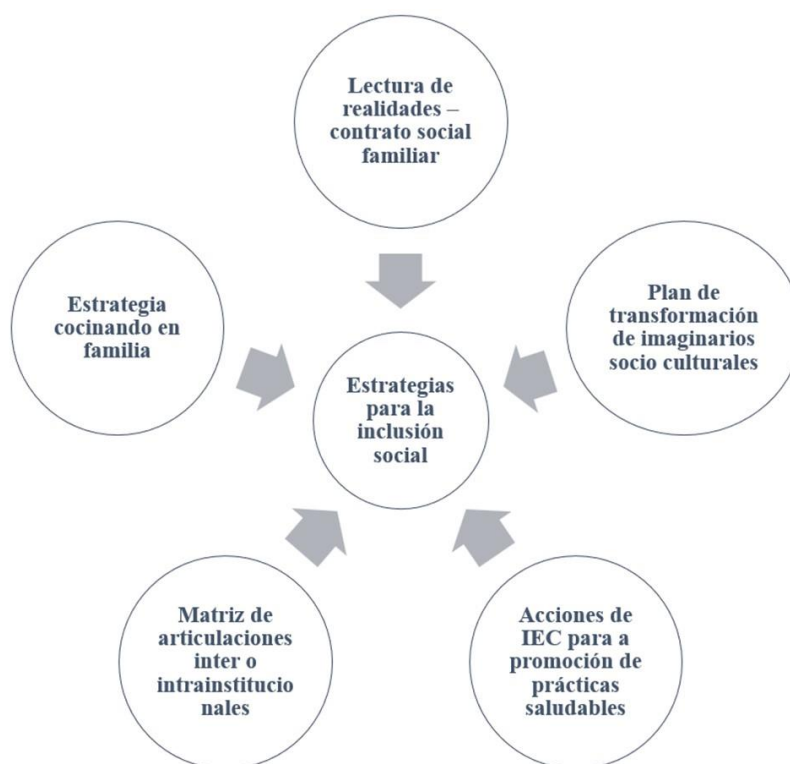 Lectura de
realidades –
contrato social
familiar
Plan de
transformación
de imaginarios
socio culturales
Acciones de
IEC para a
promoción de
prácticas
saludables
Matriz de
articulaciones
inter o
intrainstitucio
nales
Estrategia
cocinando en
familia
Estrategias
para la
inclusión
social